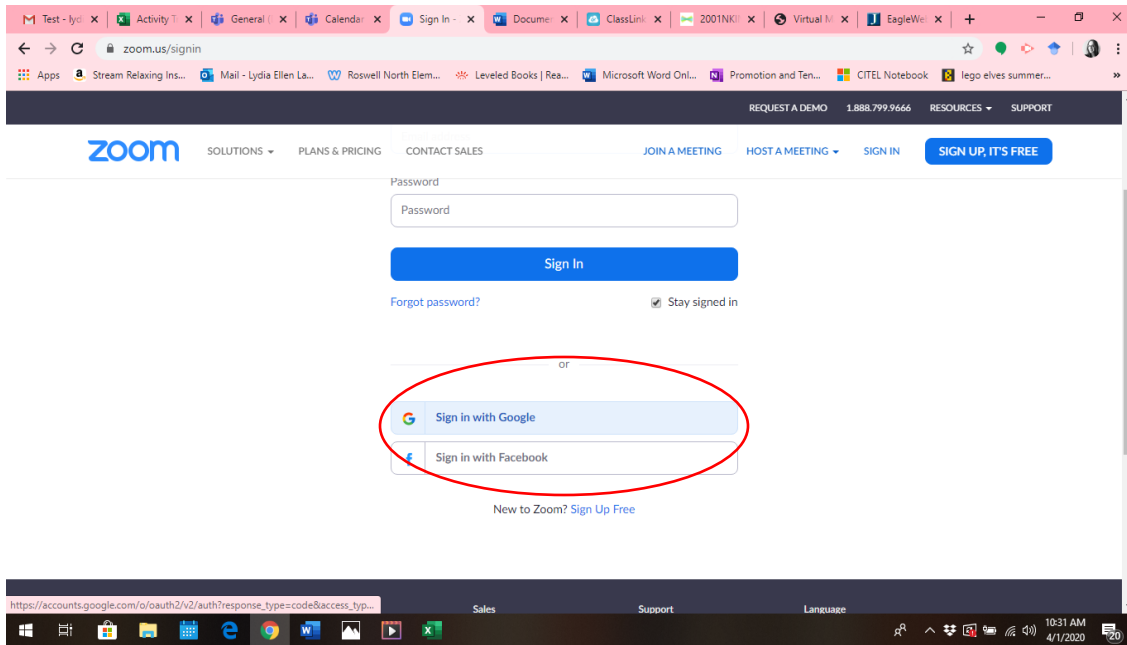 Test - lyd Activity T General ( Calendar Sign In - Documer ClassLink 2001NKI Virtual M EagleWe
zoom.us/signin
Apps Stream Relaxing Ins... Mail - Lydia Ellen La... Roswell North Elem... Leveled Books | Rea... Microsoft Word Onl... Promotion and Ten... CITEL Notebook lego elves summer... »
REQUEST A DEMO 1.888.799.9666 RESOURCES SUPPORT
zoom SOLUTIONS PLANS & PRICING CONTACT SALES JOIN A MEETING HOST A MEETING SIGN IN SIGN UP, IT'S FREE
Password
Password
Sign In
Forgot password? Stay signed in
or
Sign in with Google
Sign in with Facebook
New to Zoom? Sign Up Free
https://accounts.google.com/o/oauth2/v2/auth?response_type=code&access_typ...
Sales Support Language
10:31 AM
4/1/2020
20